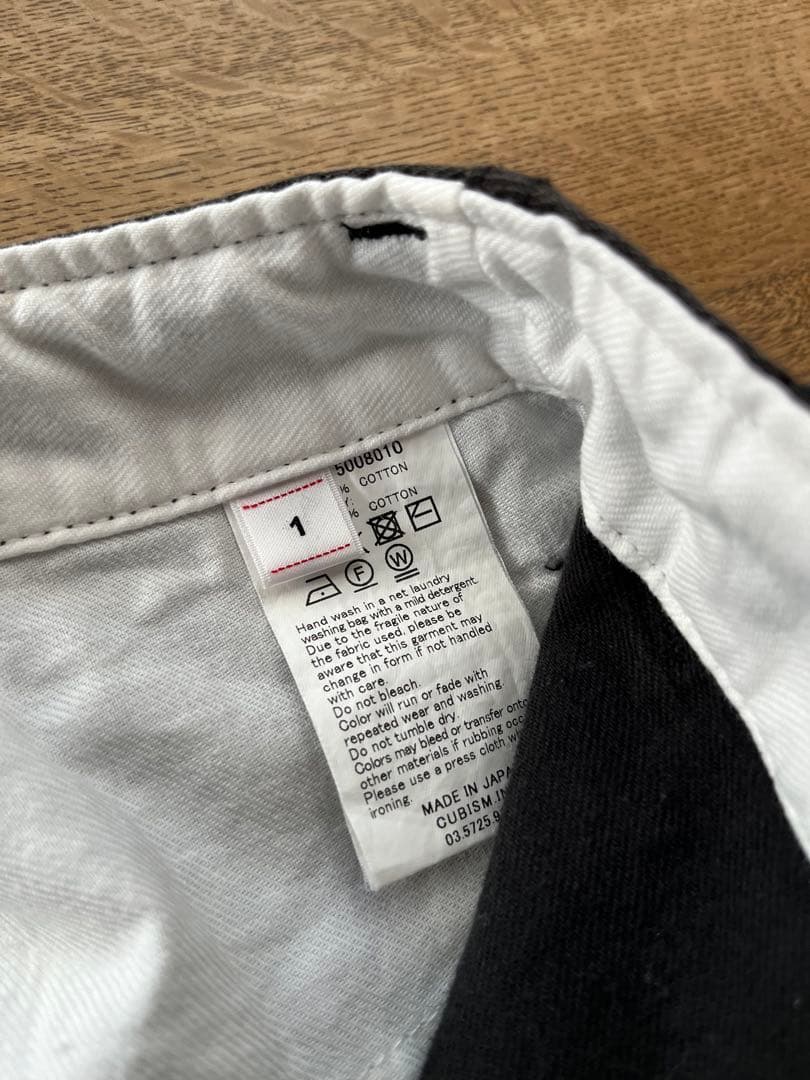 5008010
% COTTON
Y:
% COTTON
1
F W
Hand wash in a net laundry
washing bag with a mild detergent.
Due to the fragile nature of
the fabric used, please be
aware that this garment may
change in form if not handled
with care.
Do not bleach.
Color will run or fade with
repeated wear and washing.
Do not tumble dry.
Colors may bleed or transfer onto
other materials if rubbing
Please use a press cloth
ironing.
MADE IN
CUBISM.
03.5725.9